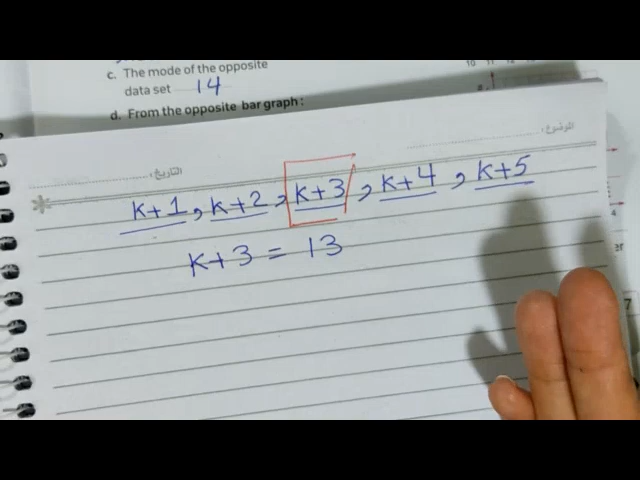 c. The mode of the opposite
data set 14
d. From the opposite bar graph :
الموضوع :
التاريخ :
K+1, K+2, K+3, K+4, K+5
K+3 = 13